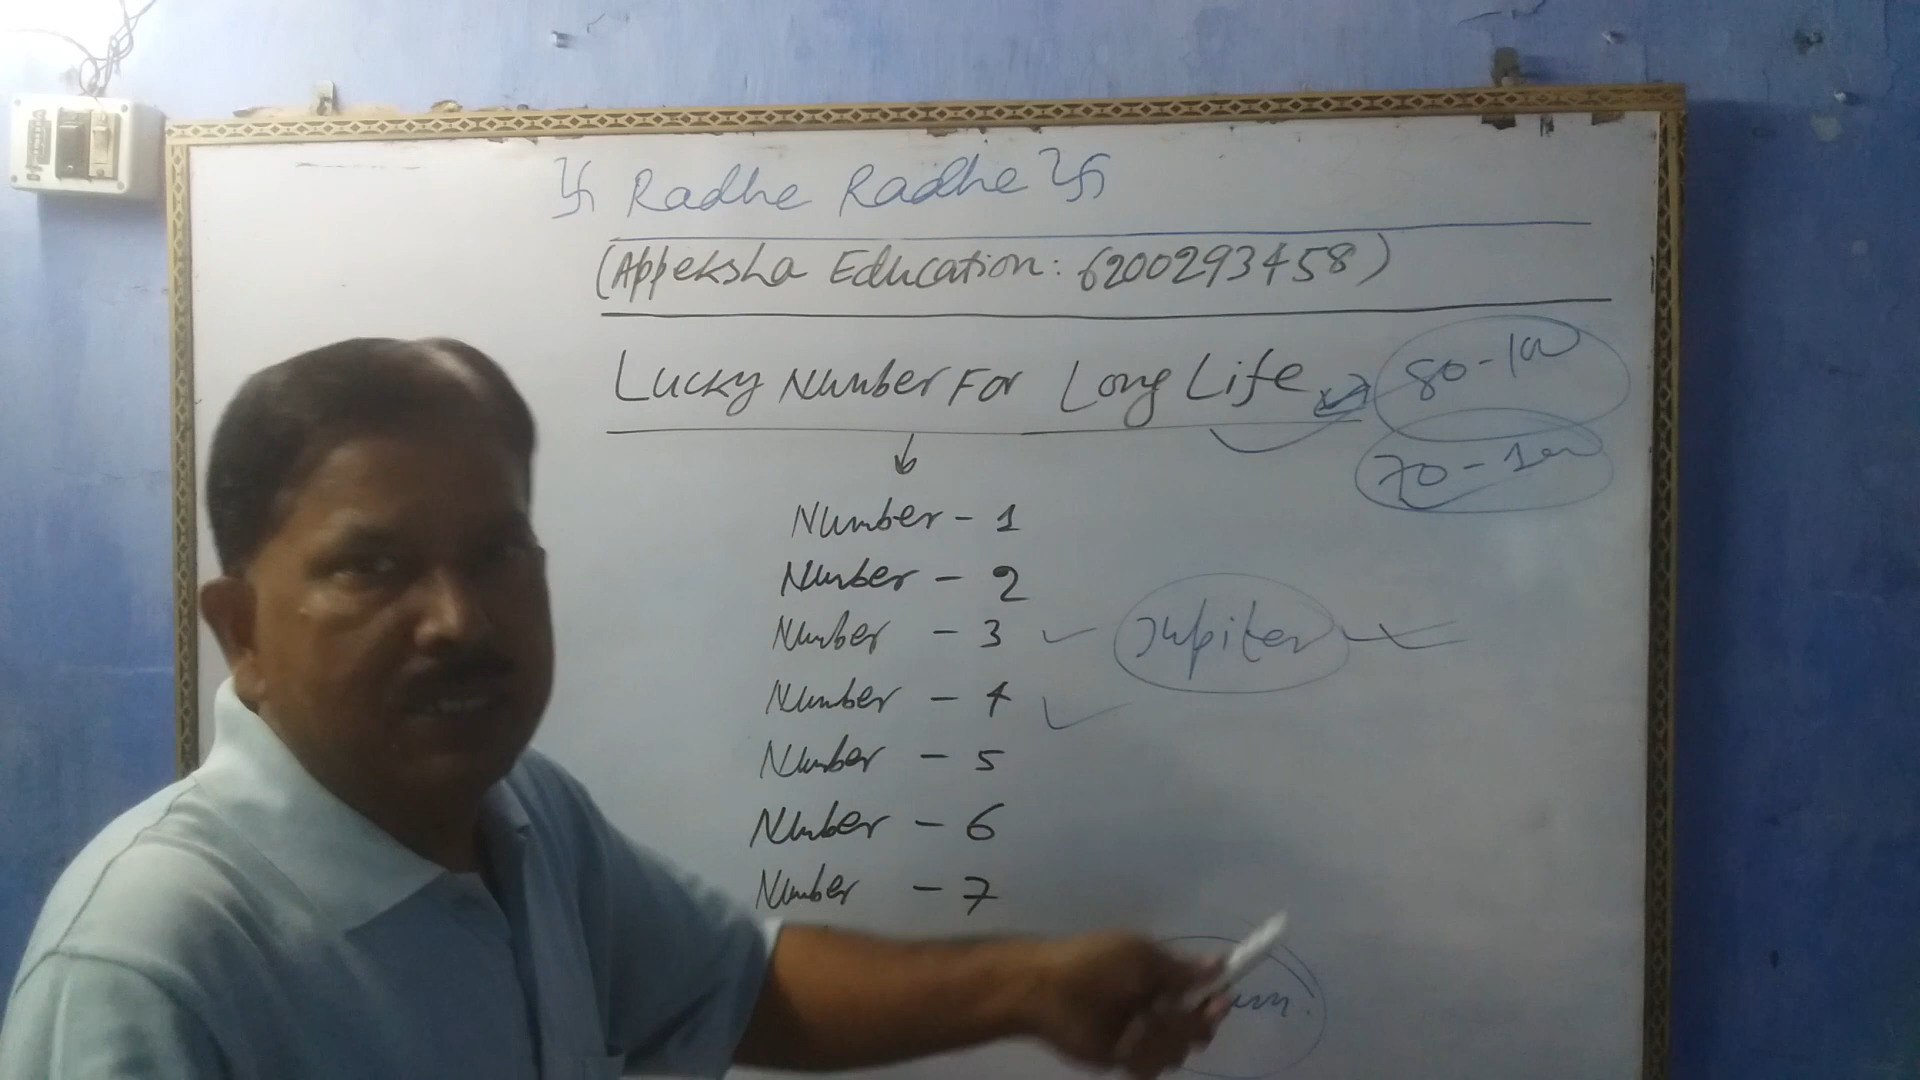 卐 Radhe Radhe 卐
(Appeksha Education: 6200293458)
Lucky Number For Long Life
80-100
70-100
Number - 1
Number - 2
Number - 3 Jupiter
Number - 4
Number - 5
Number - 6
Number - 7